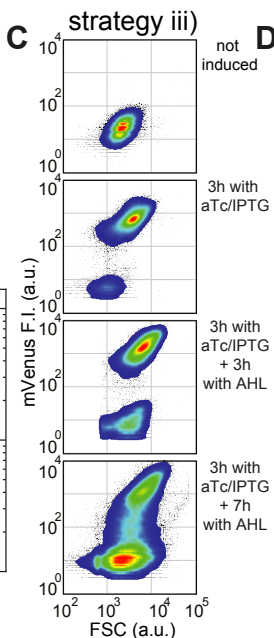 C
strategy iii)
D
not
induced
10^4
10^2
10^0
3h with
aTc/IPTG
10^4
10^2
10^0
mVenus F.I. (a.u.)
3h with
aTc/IPTG
+ 3h
with AHL
10^4
10^2
10^0
3h with
aTc/IPTG
+ 7h
with AHL
10^4
10^2
10^0
10^2 10^3 10^4 10^5
FSC (a.u.)